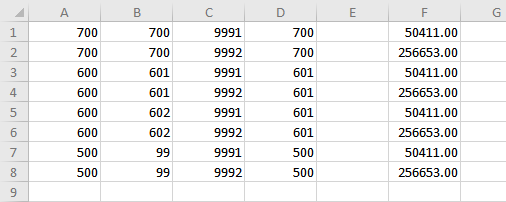 A B C D E F G
1 700 700 9991 700 50411.00
2 700 700 9992 700 256653.00
3 600 601 9991 601 50411.00
4 600 601 9992 601 256653.00
5 600 602 9991 601 50411.00
6 600 602 9992 601 256653.00
7 500 99 9991 500 50411.00
8 500 99 9992 500 256653.00
9